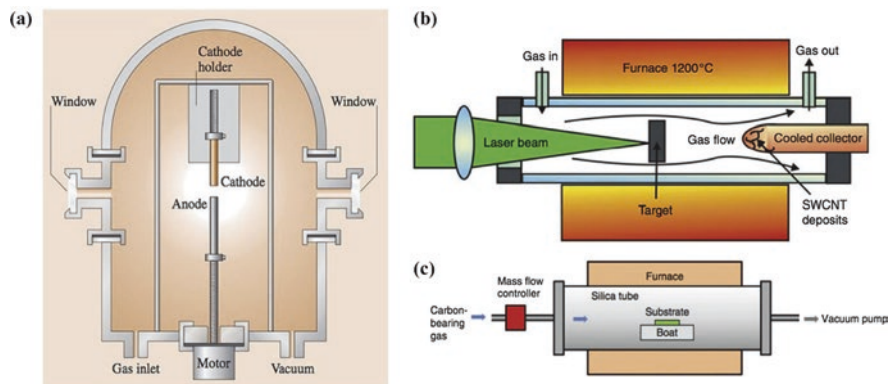 (a)
Cathode
holder
Window
Window
Cathode
Anode
Gas inlet
Motor
Vacuum
(b)
Gas in
Furnace 1200°C
Gas out
Laser beam
Gas flow
Cooled collector
Target
SWCNT
deposits
(c)
Furnace
Mass flow
controller
Silica tube
Carbon-
bearing
gas
Substrate
Boat
Vacuum pump